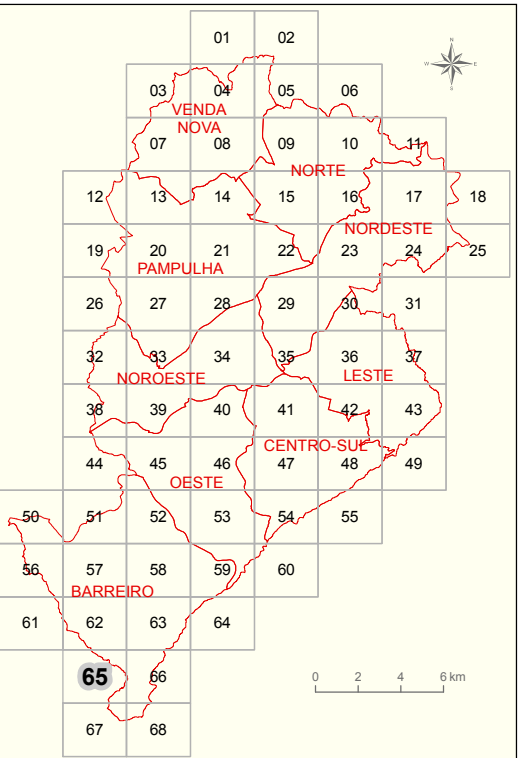 01 02
N
W E
S
03 04 05 06
VENDA
NOVA
07 08 09 10 11
NORTE
12 13 14 15 16 17 18
NORDESTE
19 20 21 22 23 24 25
PAMPULHA
26 27 28 29 30 31
32 33 34 35 36 37
NOROESTE LESTE
38 39 40 41 42 43
CENTRO-SUL
44 45 46 47 48 49
OESTE
50 51 52 53 54 55
56 57 58 59 60
BARREIRO
61 62 63 64
65 66
0 2 4 6 km
67 68